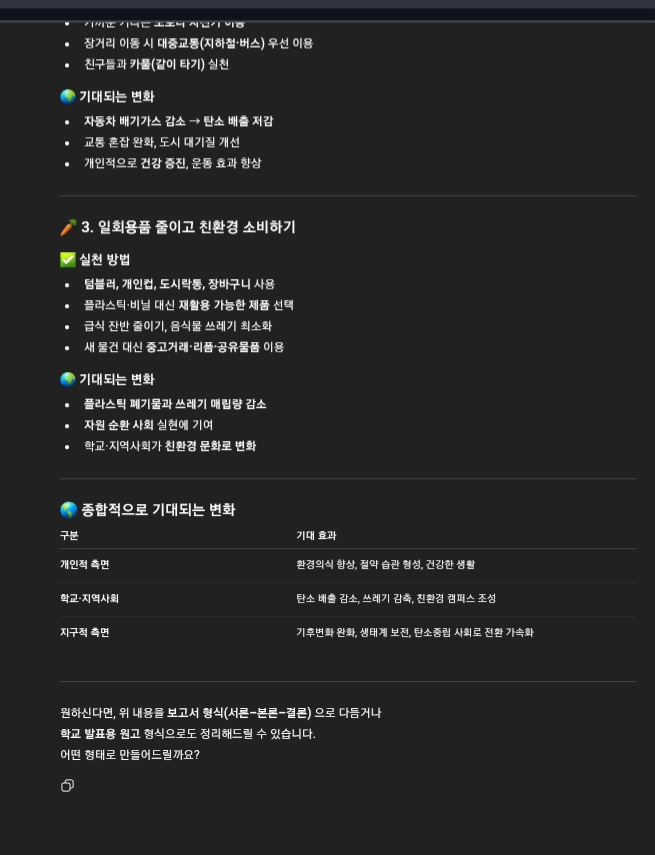 장거리 이동 시 대중교통(지하철·버스) 우선 이용
친구들과 카풀(같이 타기) 실천
🌍 기대되는 변화
자동차 배기가스 감소 → 탄소 배출 저감
교통 혼잡 완화, 도시 대기질 개선
개인적으로 건강 증진, 운동 효과 향상
🥕 3. 일회용품 줄이고 친환경 소비하기
✅ 실천 방법
텀블러, 개인컵, 도시락통, 장바구니 사용
플라스틱·비닐 대신 재활용 가능한 제품 선택
급식 잔반 줄이기, 음식물 쓰레기 최소화
새 물건 대신 중고거래·리폼·공유물품 이용
🌍 기대되는 변화
플라스틱 폐기물과 쓰레기 매립량 감소
자원 순환 사회 실현에 기여
학교·지역사회가 친환경 문화로 변화
🌏 종합적으로 기대되는 변화
구분 기대 효과
개인적 측면 환경의식 향상, 절약 습관 형성, 건강한 생활
학교·지역사회 탄소 배출 감소, 쓰레기 감축, 친환경 캠퍼스 조성
지구적 측면 기후변화 완화, 생태계 보전, 탄소중립 사회로 전환 가속화
원하신다면, 위 내용을 보고서 형식(서론–본론–결론) 으로 다듬거나
학교 발표용 원고 형식으로도 정리해드릴 수 있습니다.
어떤 형태로 만들어드릴까요?